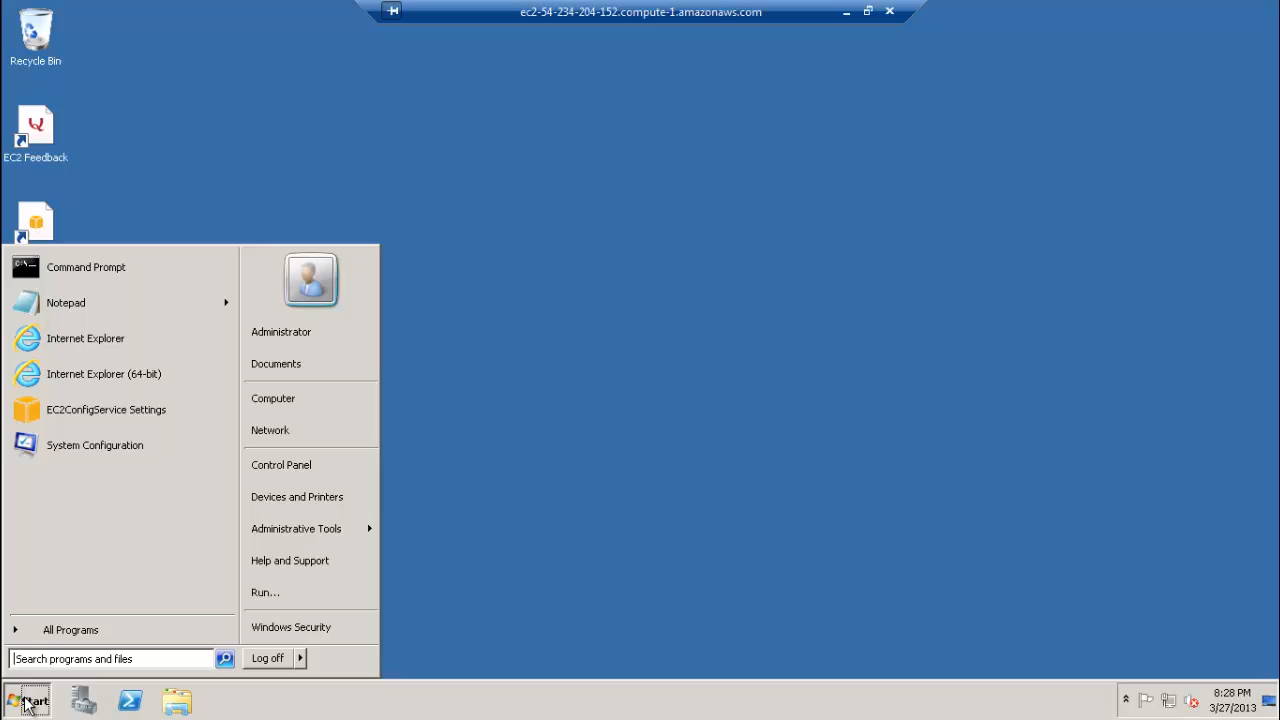 ec2-54-234-204-152.compute-1.amazonaws.com
Recycle Bin
EC2 Feedback
Command Prompt
Notepad
Internet Explorer
Internet Explorer (64-bit)
EC2ConfigService Settings
System Configuration
All Programs
Search programs and files
Administrator
Documents
Computer
Network
Control Panel
Devices and Printers
Administrative Tools
Help and Support
Run...
Windows Security
Log off
Start
8:28 PM
3/27/2013